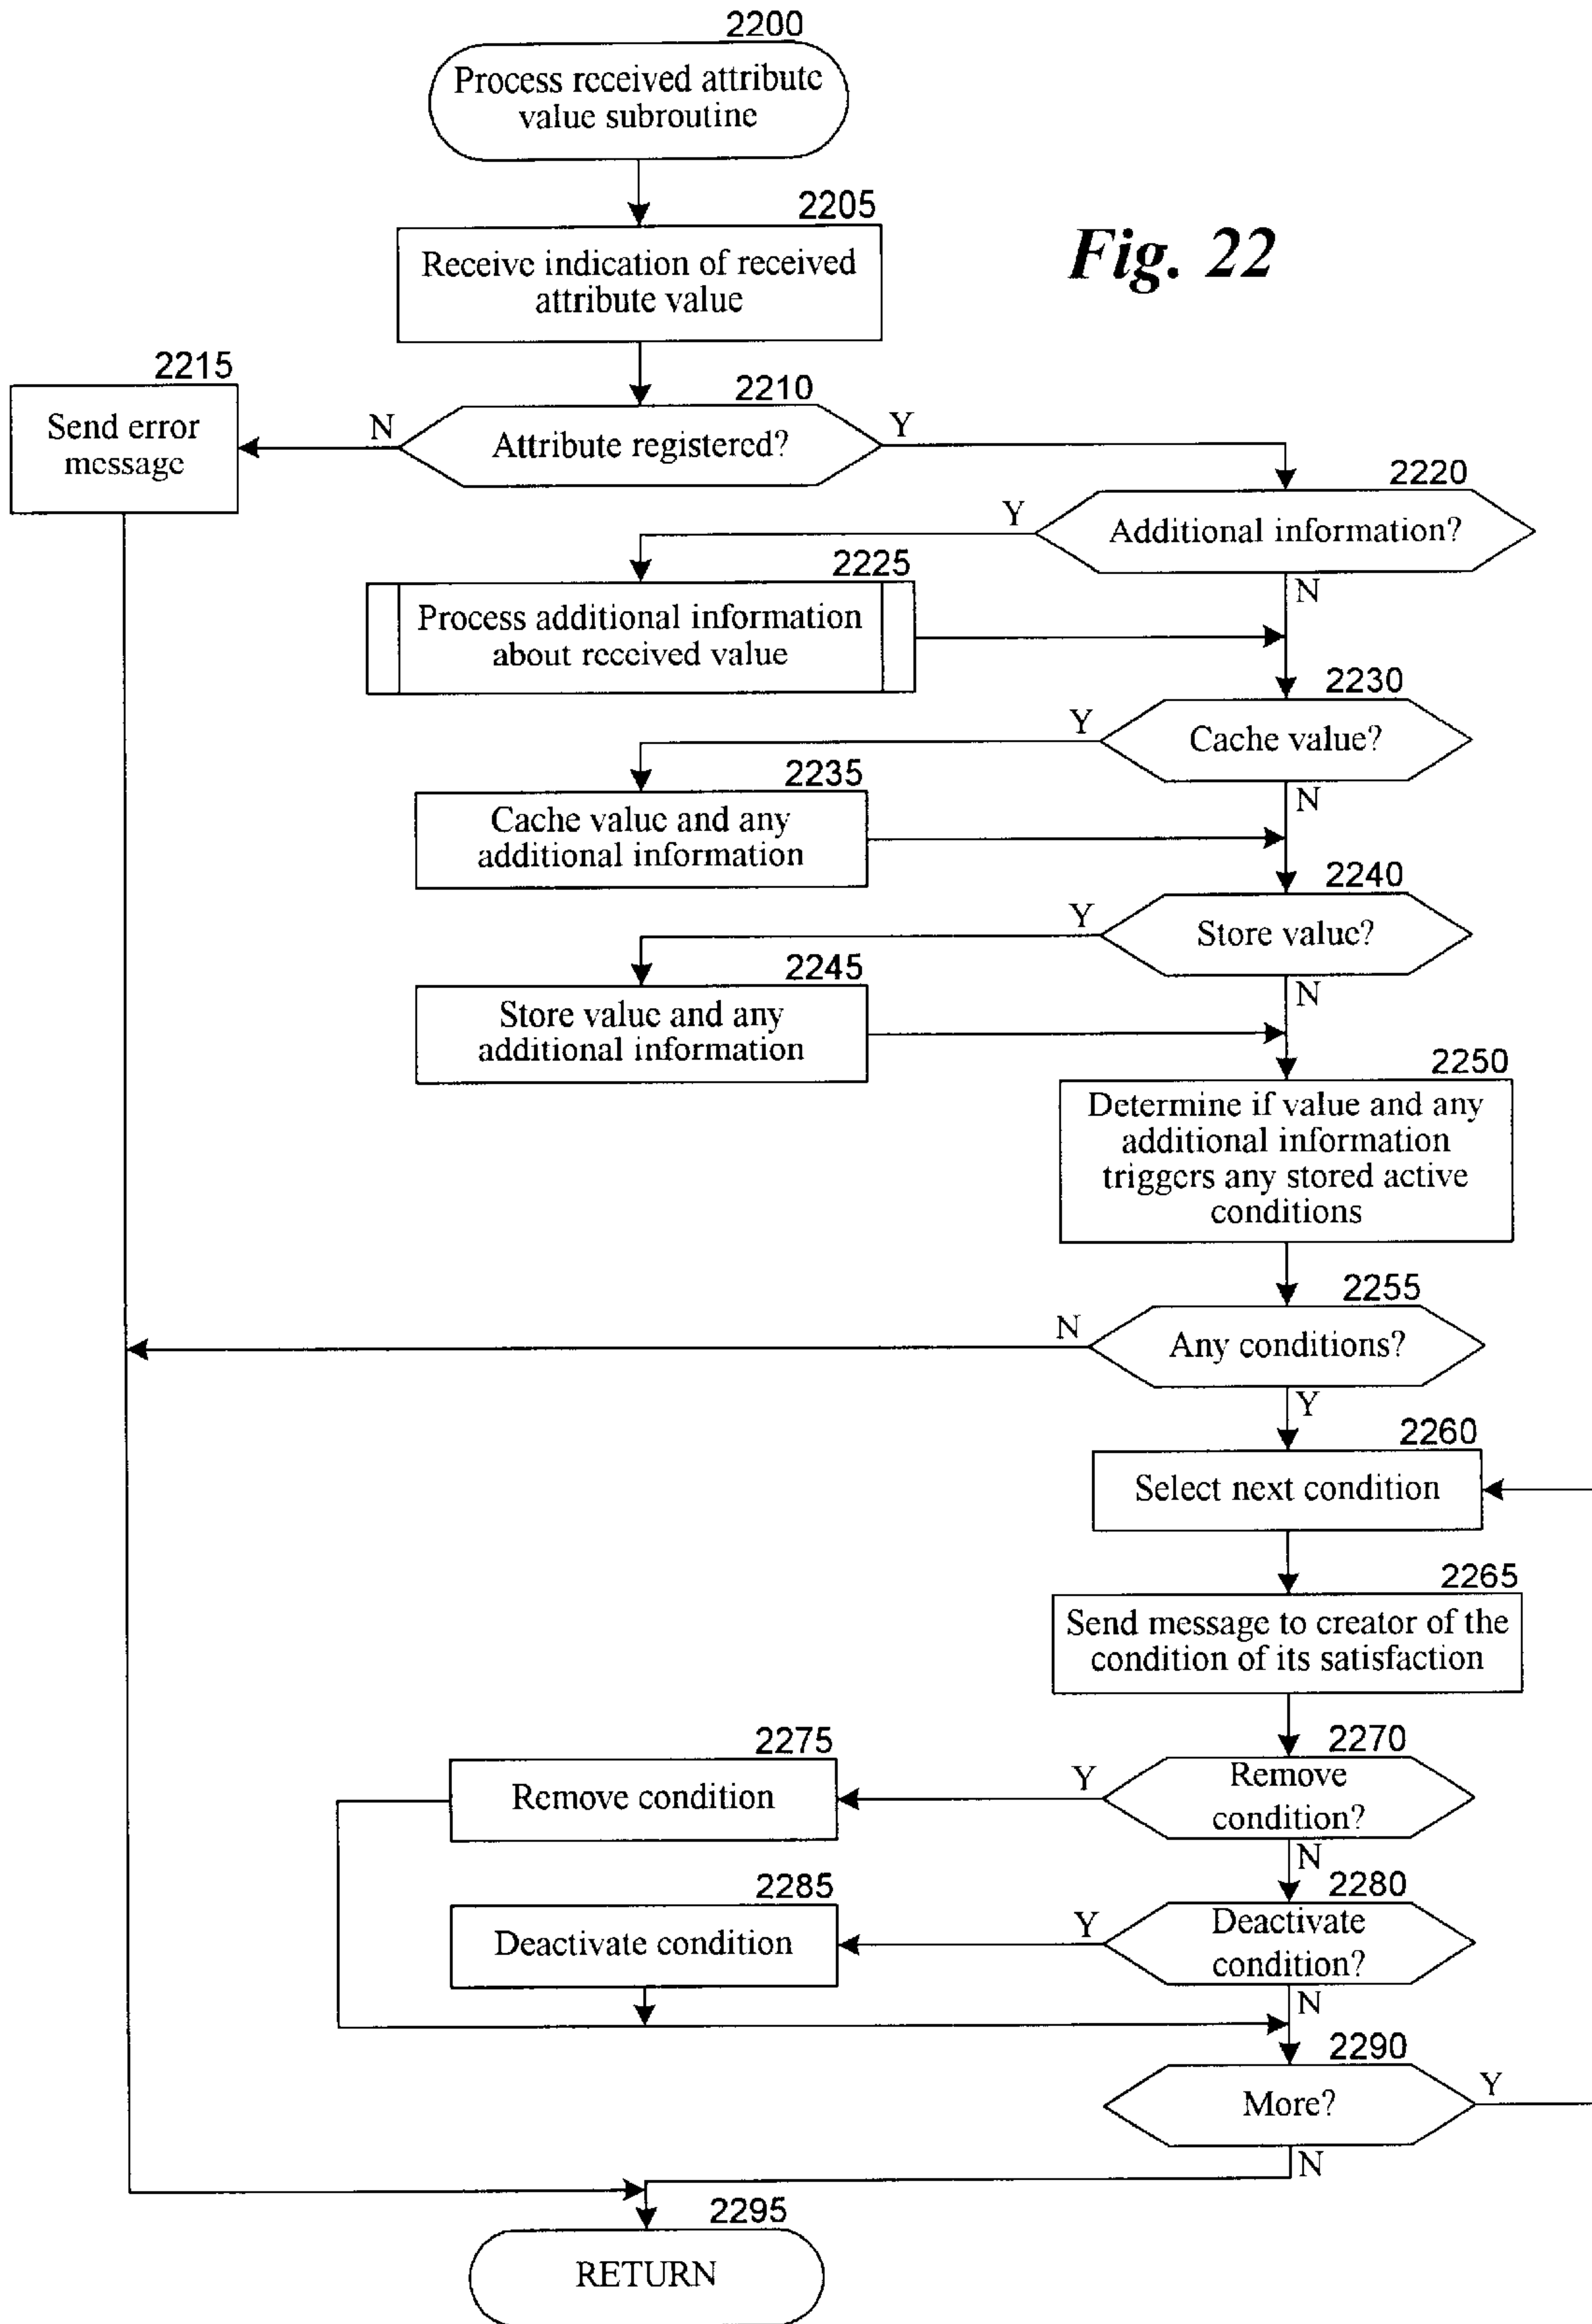 2200
Process received attribute
value subroutine
2205
Receive indication of received
attribute value
Fig. 22
2215
Send error
message
N
2210
Attribute registered?
Y
2220
Additional information?
Y
N
2225
Process additional information
about received value
2230
Cache value?
Y
N
2235
Cache value and any
additional information
2240
Store value?
Y
N
2245
Store value and any
additional information
2250
Determine if value and any
additional information
triggers any stored active
conditions
2255
Any conditions?
N
Y
2260
Select next condition
2265
Send message to creator of the
condition of its satisfaction
2270
Remove
condition?
Y
N
2275
Remove condition
2280
Deactivate
condition?
Y
N
2285
Deactivate condition
2290
More?
Y
N
2295
RETURN